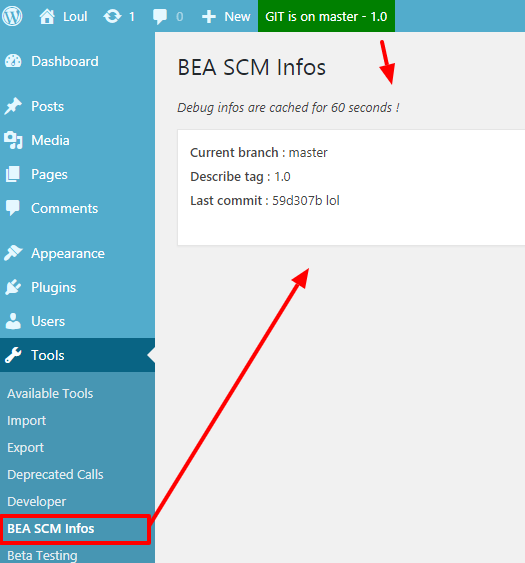 Loul 1 0 New GIT is on master - 1.0
Dashboard
Posts
Media
Pages
Comments
Appearance
Plugins
Users
Tools
Available Tools
Import
Export
Deprecated Calls
Developer
BEA SCM Infos
Beta Testing
BEA SCM Infos
Debug infos are cached for 60 seconds !
Current branch : master
Describe tag : 1.0
Last commit : 59d307b lol